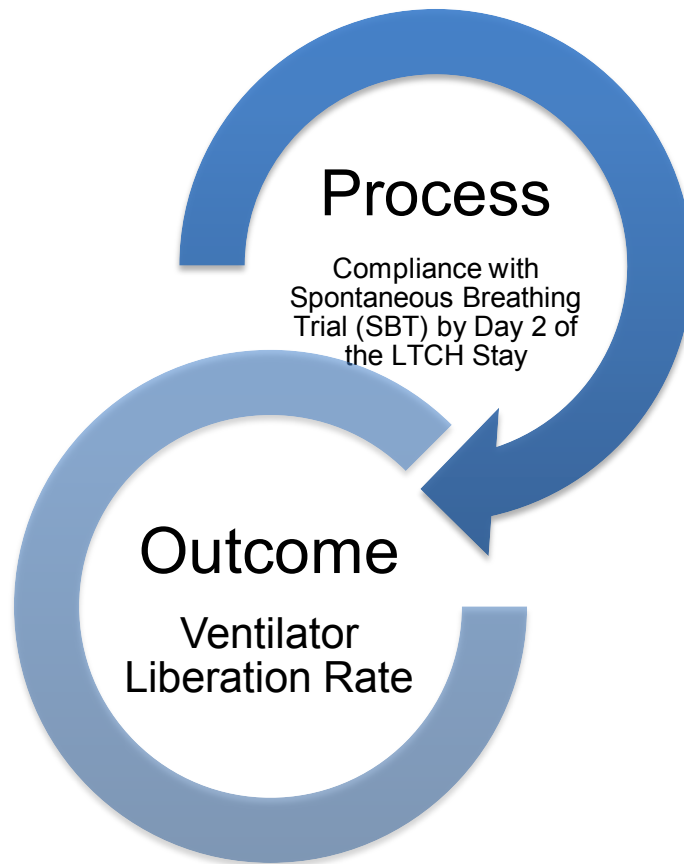 Process
Compliance with
Spontaneous Breathing
Trial (SBT) by Day 2 of
the LTCH Stay
Outcome
Ventilator
Liberation Rate